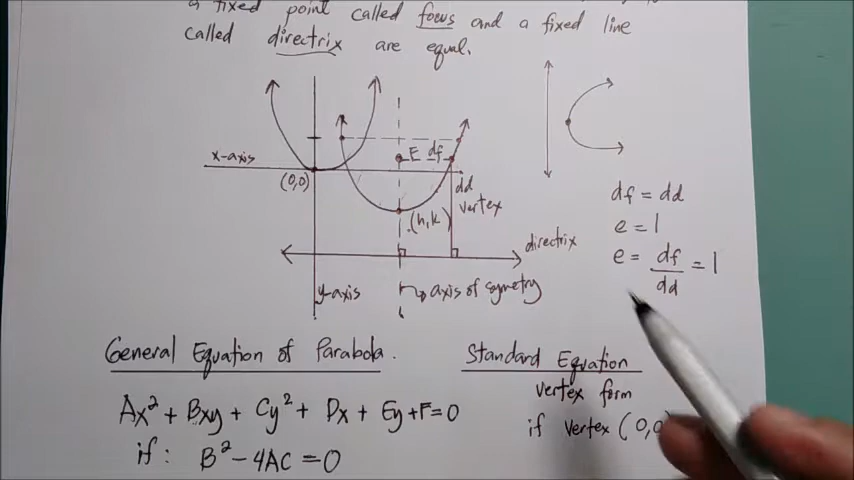 a fixed point called focus and a fixed line
called directrix are equal.
x-axis
(0,0)
F df
dd
vertex
(h,k)
directrix
y-axis
axis of symetry
df = dd
e = 1
e = df/dd = 1
General Equation of Parabola.
Ax² + Bxy + Cy² + Dx + Ey + F = 0
if: B² - 4AC = 0
Standard Equation
vertex form
if vertex (0,0